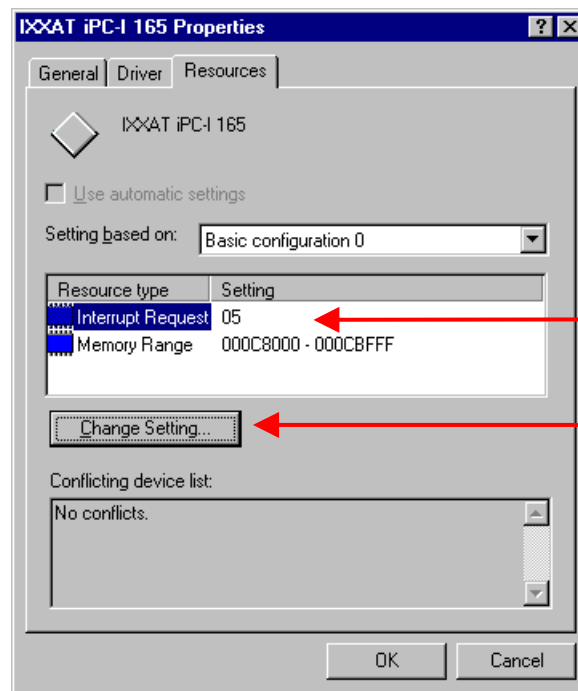 IXXAT iPC-I 165 Properties
General Driver Resources
IXXAT iPC-I 165
Use automatic settings
Setting based on: Basic configuration 0
Resource type Setting
Interrupt Request 05
Memory Range 000C8000 - 000CBFFF
Change Setting...
Conflicting device list:
No conflicts.
OK Cancel